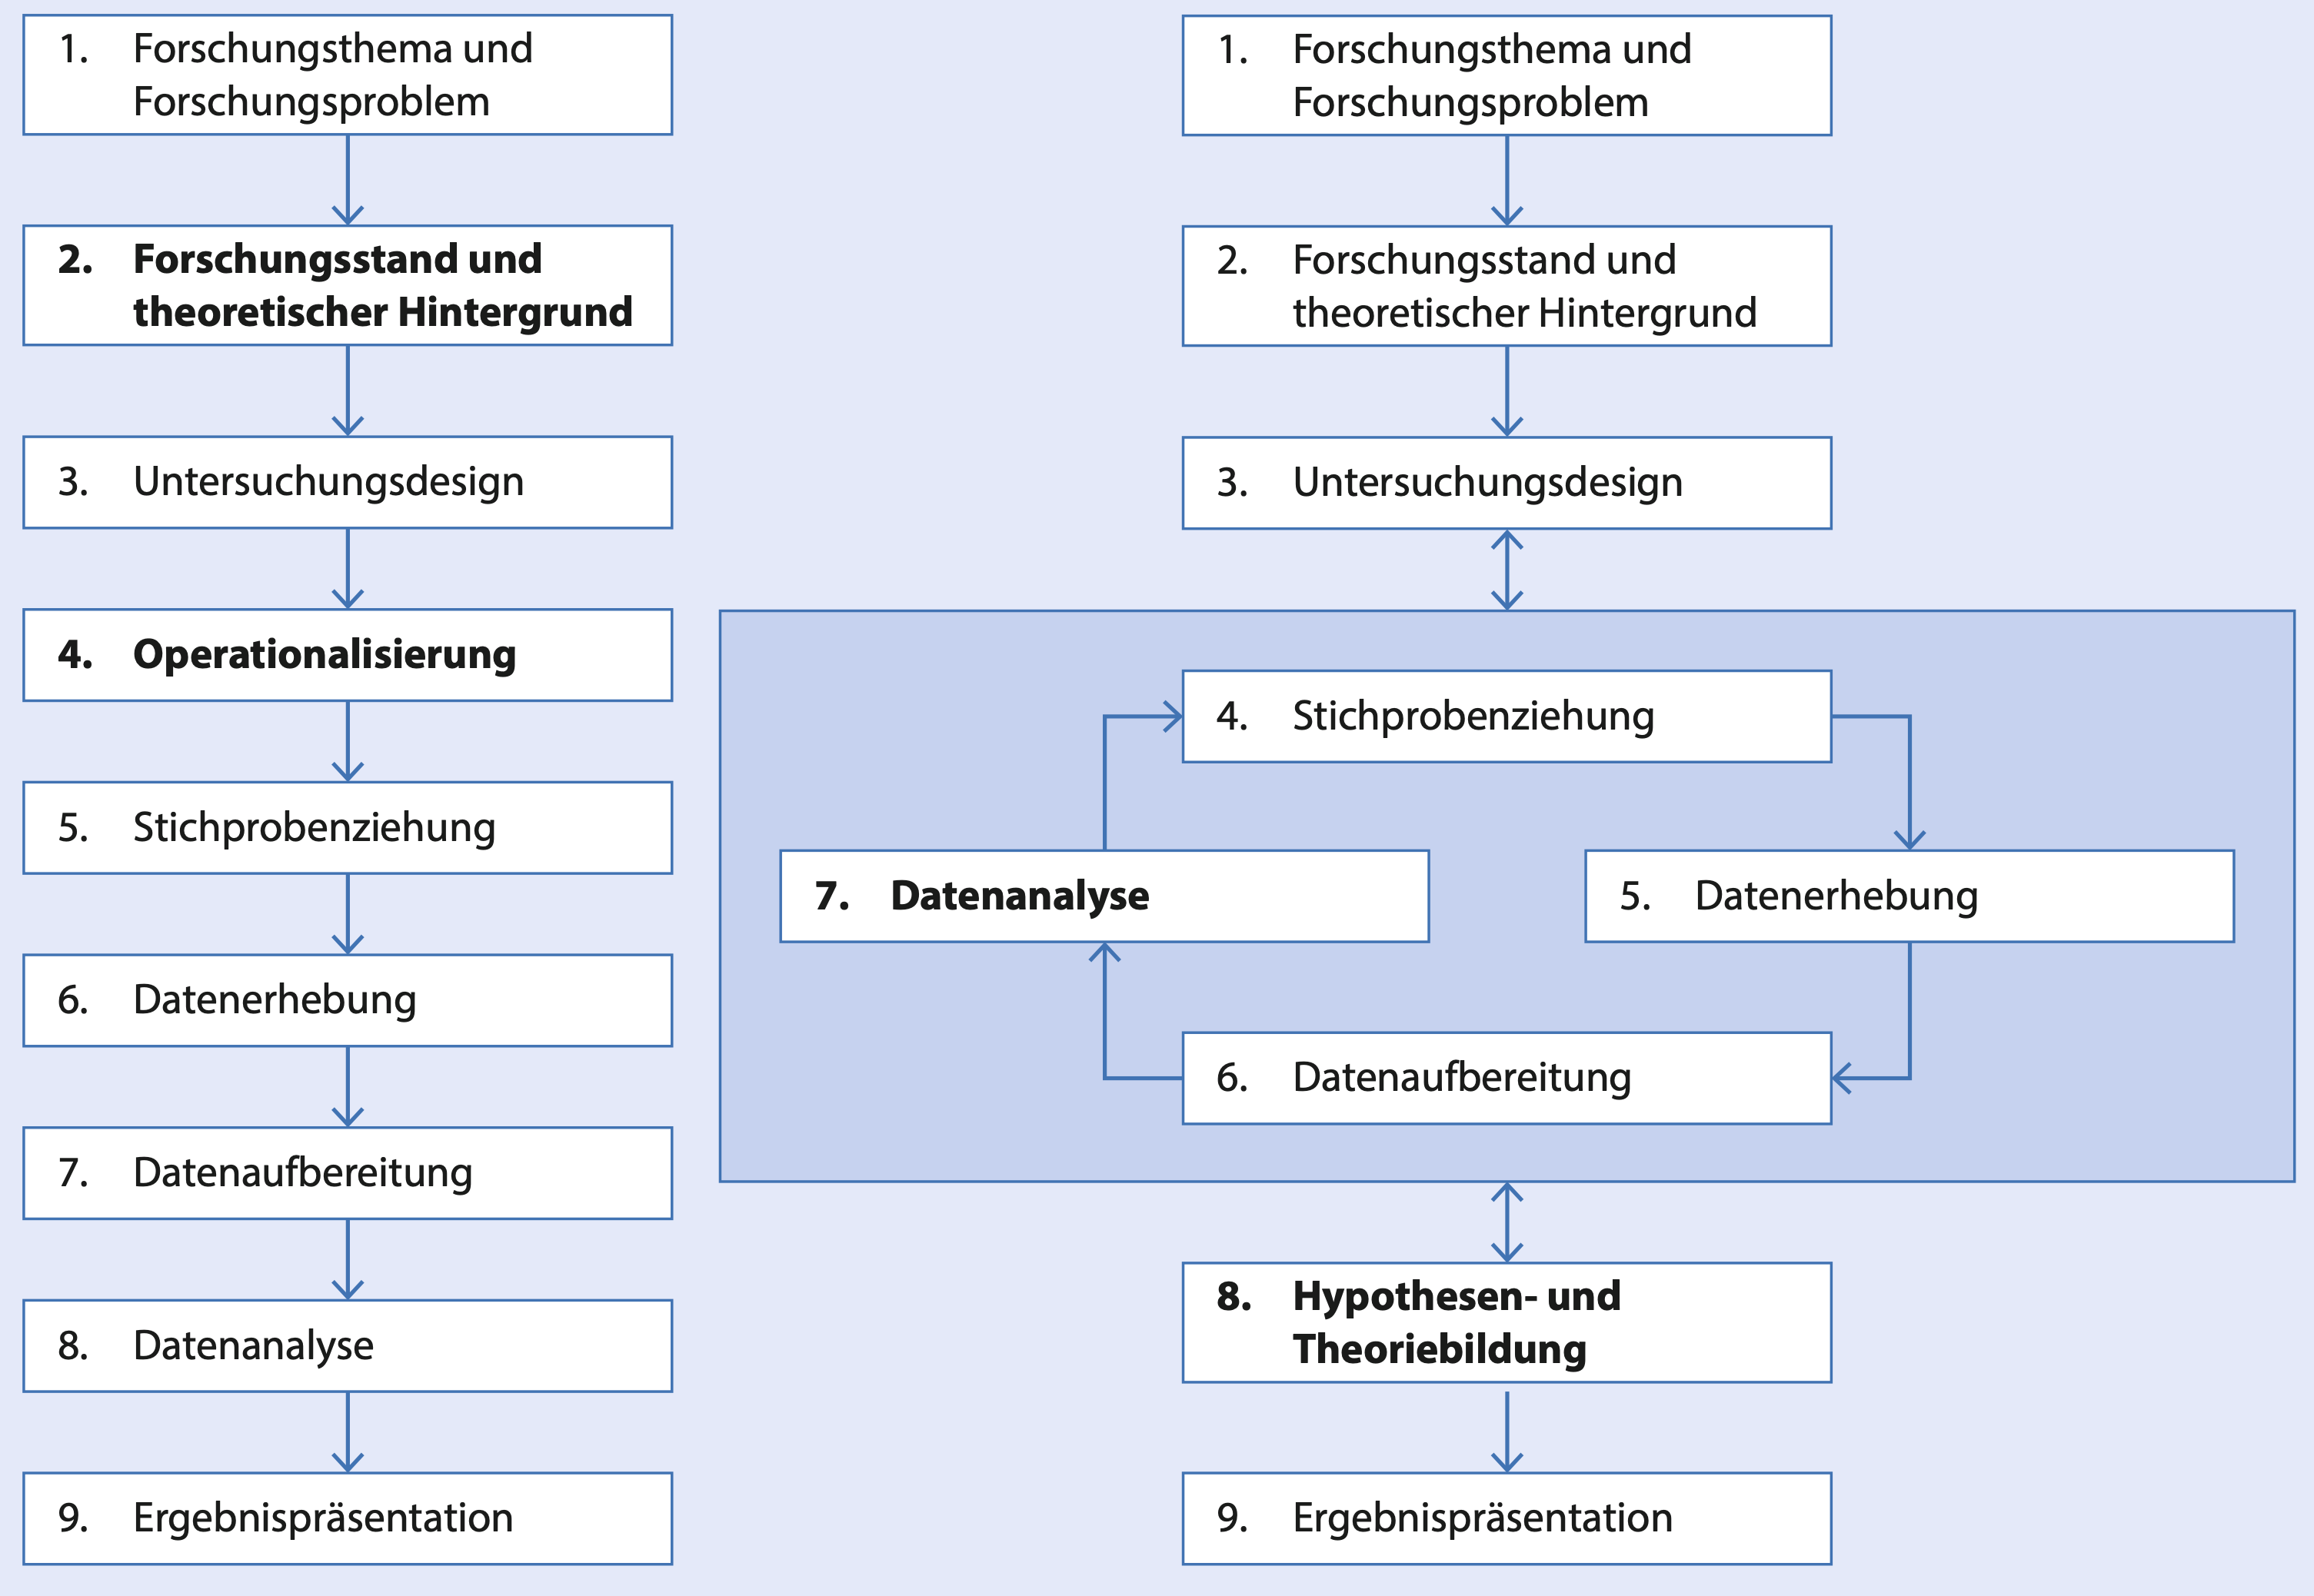 1. Forschungsthema und
Forschungsproblem
2. Forschungsstand und
theoretischer Hintergrund
3. Untersuchungsdesign
4. Operationalisierung
5. Stichprobenziehung
6. Datenerhebung
7. Datenaufbereitung
8. Datenanalyse
9. Ergebnispräsentation
1. Forschungsthema und
Forschungsproblem
2. Forschungsstand und
theoretischer Hintergrund
3. Untersuchungsdesign
4. Stichprobenziehung
5. Datenerhebung
6. Datenaufbereitung
7. Datenanalyse
8. Hypothesen- und
Theoriebildung
9. Ergebnispräsentation